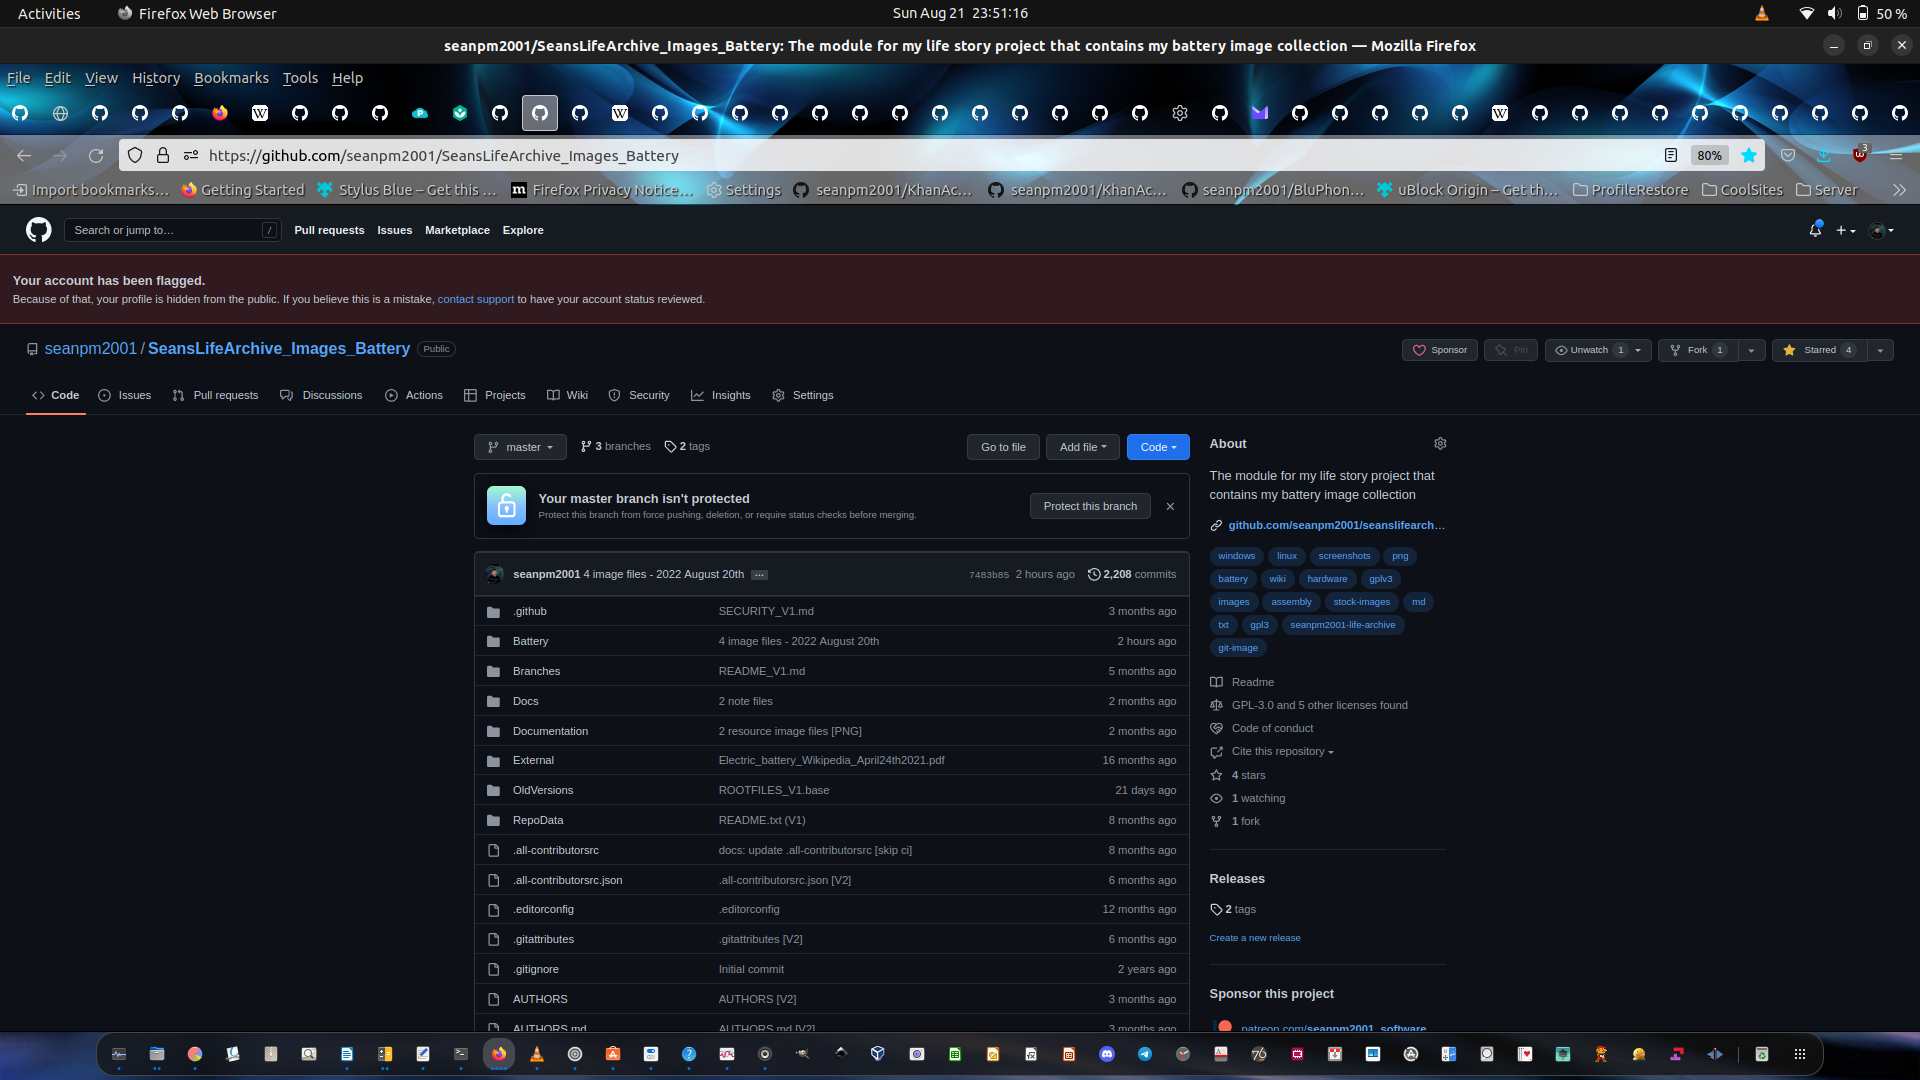 Activities Firefox Web Browser Sun Aug 21 23:51:16 50 %
seanpm2001/SeansLifeArchive_Images_Battery: The module for my life story project that contains my battery image collection — Mozilla Firefox
File Edit View History Bookmarks Tools Help
https://github.com/seanpm2001/SeansLifeArchive_Images_Battery 80% 3
Import bookmarks… Getting Started Stylus Blue – Get this … Firefox Privacy Notice… Settings seanpm2001/KhanAc… seanpm2001/KhanAc… seanpm2001/BluPhon… uBlock Origin – Get th… ProfileRestore CoolSites Server
Search or jump to… / Pull requests Issues Marketplace Explore
Your account has been flagged.
Because of that, your profile is hidden from the public. If you believe this is a mistake, contact support to have your account status reviewed.
seanpm2001 / SeansLifeArchive_Images_Battery Public Sponsor Pin Unwatch 1 Fork 1 Starred 4
Code Issues Pull requests Discussions Actions Projects Wiki Security Insights Settings
master 3 branches 2 tags Go to file Add file Code
Your master branch isn't protected
Protect this branch from force pushing, deletion, or require status checks before merging.
Protect this branch
seanpm2001 4 image files - 2022 August 20th … 7483b85 2 hours ago 2,208 commits
.github SECURITY_V1.md 3 months ago
Battery 4 image files - 2022 August 20th 2 hours ago
Branches README_V1.md 5 months ago
Docs 2 note files 2 months ago
Documentation 2 resource image files [PNG] 2 months ago
External Electric_battery_Wikipedia_April24th2021.pdf 16 months ago
OldVersions ROOTFILES_V1.base 21 days ago
RepoData README.txt (V1) 8 months ago
.all-contributorsrc docs: update .all-contributorsrc [skip ci] 8 months ago
.all-contributorsrc.json .all-contributorsrc.json [V2] 6 months ago
.editorconfig .editorconfig 12 months ago
.gitattributes .gitattributes [V2] 6 months ago
.gitignore Initial commit 2 years ago
AUTHORS AUTHORS [V2] 3 months ago
AUTHORS.md AUTHORS.md [V2] 3 months ago
About
The module for my life story project that
contains my battery image collection
github.com/seanpm2001/seanslifearch…
windows linux screenshots png
battery wiki hardware gplv3
images assembly stock-images md
txt gpl3 seanpm2001-life-archive
git-image
Readme
GPL-3.0 and 5 other licenses found
Code of conduct
Cite this repository
4 stars
1 watching
1 fork
Releases
2 tags
Create a new release
Sponsor this project
patreon.com/seanpm2001_software